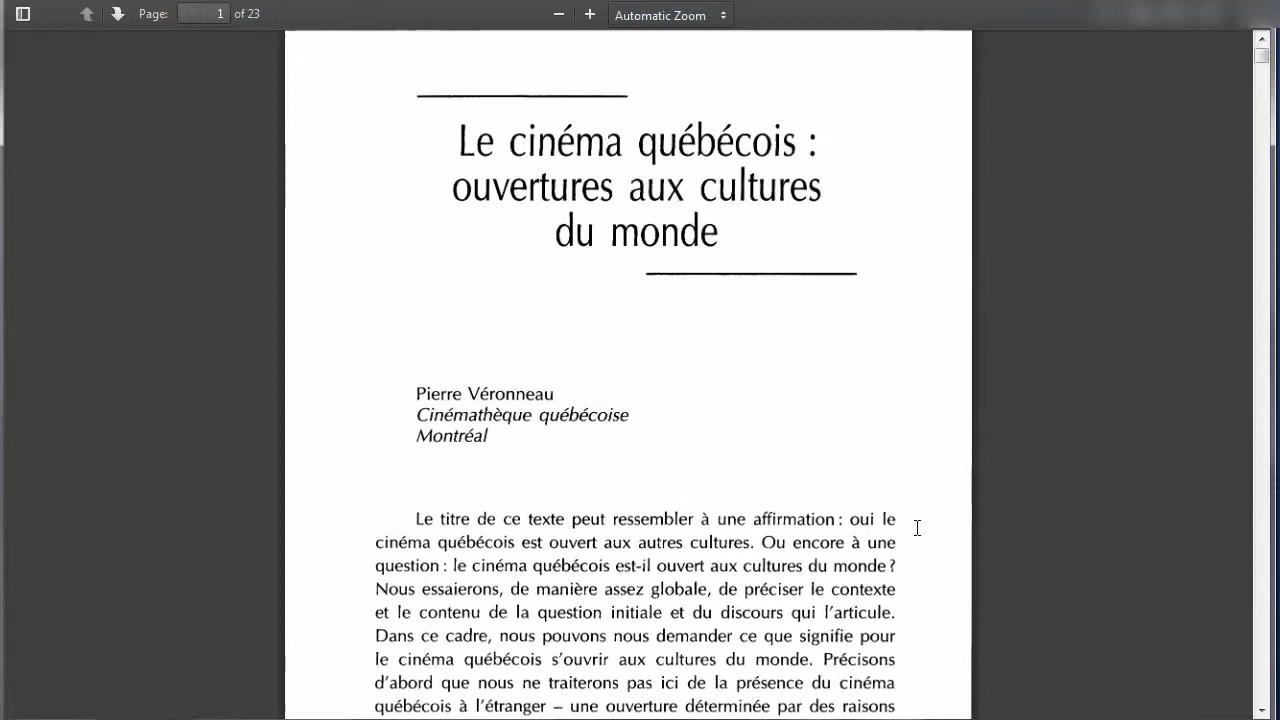 Page: 1 of 23 Automatic Zoom
Le cinéma québécois :
ouvertures aux cultures
du monde
Pierre Véronneau
Cinémathèque québécoise
Montréal
Le titre de ce texte peut ressembler à une affirmation : oui le
cinéma québécois est ouvert aux autres cultures. Ou encore à une
question : le cinéma québécois est-il ouvert aux cultures du monde ?
Nous essaierons, de manière assez globale, de préciser le contexte
et le contenu de la question initiale et du discours qui l'articule.
Dans ce cadre, nous pouvons nous demander ce que signifie pour
le cinéma québécois s'ouvrir aux cultures du monde. Précisons
d'abord que nous ne traiterons pas ici de la présence du cinéma
québécois à l'étranger – une ouverture déterminée par des raisons